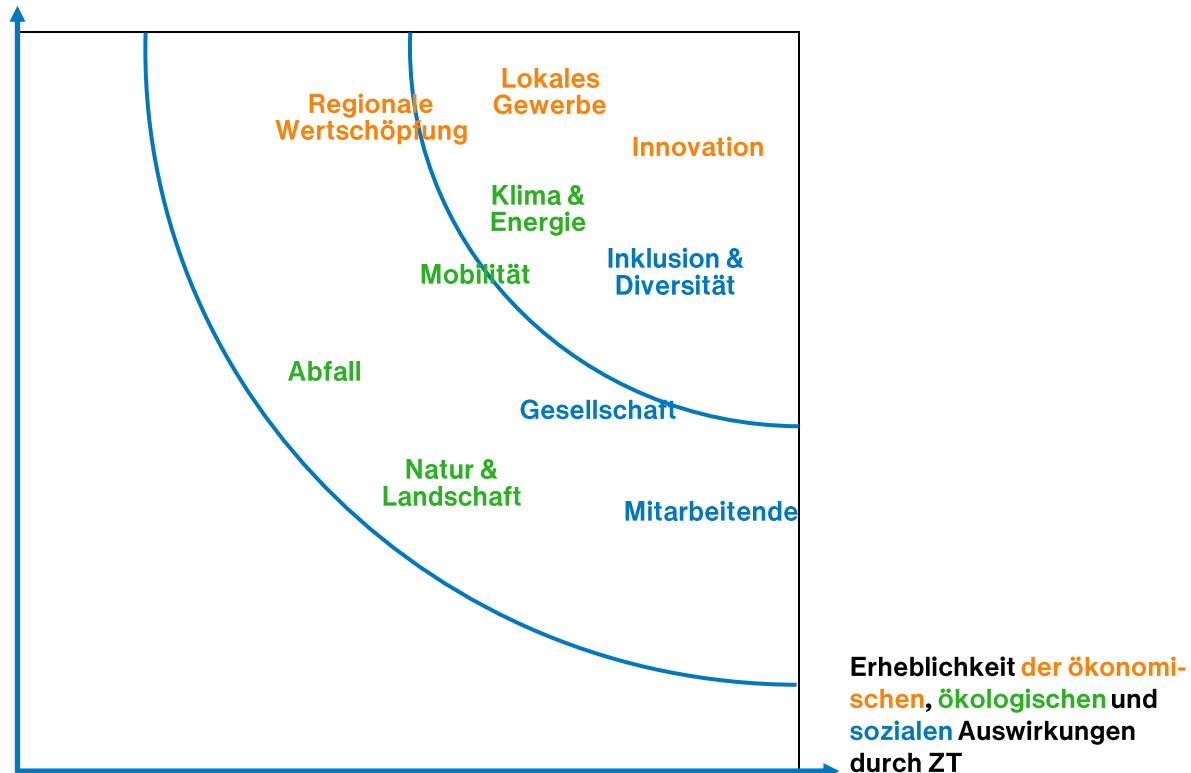 Lokales
Gewerbe
Regionale
Wertschöpfung
Innovation
Klima &
Energie
Inklusion &
Diversität
Mobilität
Abfall
Gesellschaft
Natur &
Landschaft
Mitarbeitende
Erheblichkeit der ökonomi-
schen, ökologischen und
sozialen Auswirkungen
durch ZT